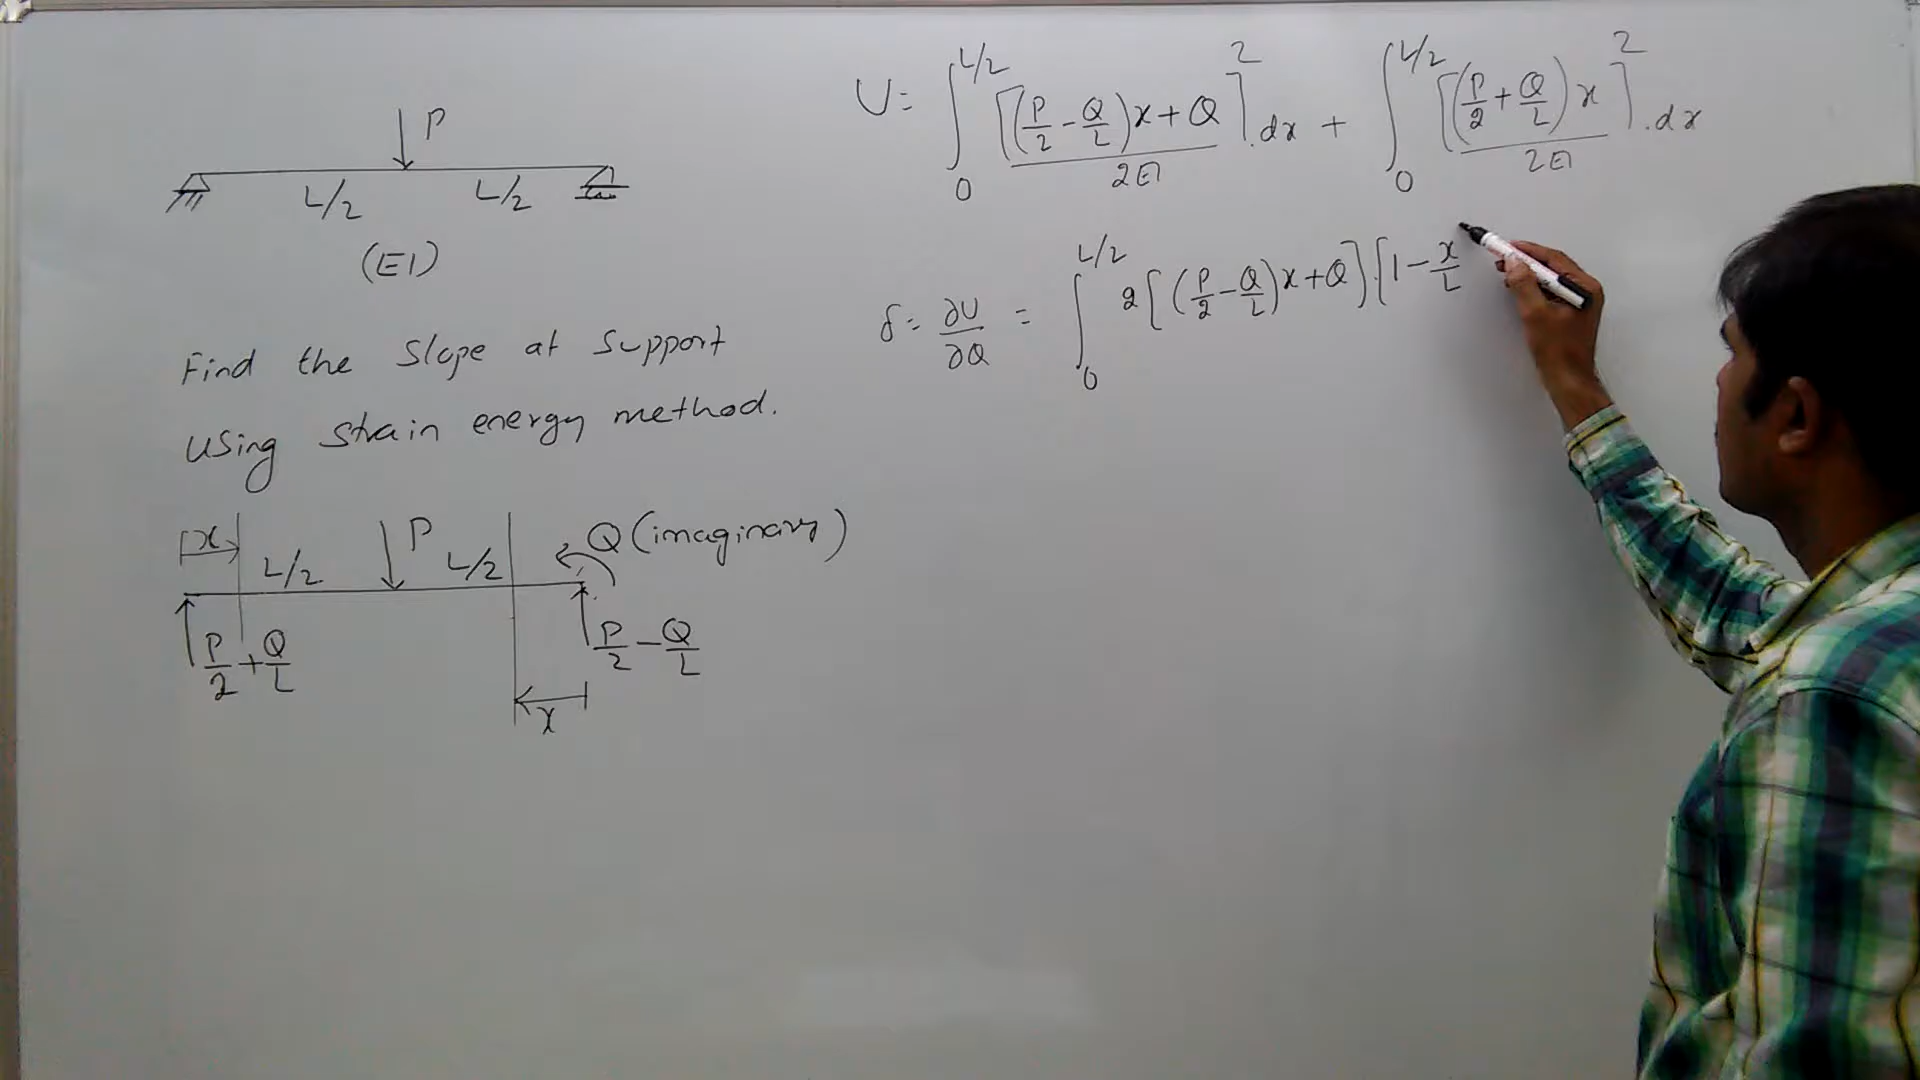 P
L/2 L/2
(EI)
Find the slope at support
using strain energy method.
x L/2 P L/2 Q (imaginary)
P/2 + Q/L P/2 - Q/L
x
U = ∫₀^{L/2} [(P/2 - Q/L)x + Q]²/2EI . dx + ∫₀^{L/2} [(P/2 + Q/L)x]²/2EI . dx
δ = ∂U/∂Q = ∫₀^{L/2} 2[(P/2 - Q/L)x + Q] . [1 - x/L